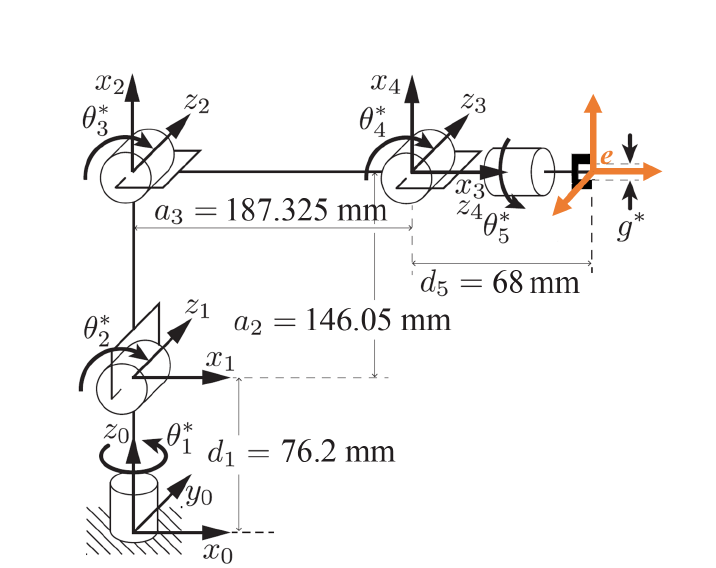 x₂ x₄
z₂ z₃
θ₃* θ₄*
e
x₃
a₃ = 187.325 mm
z₄ θ₅* g*
d₅ = 68 mm
z₁
θ₂* a₂ = 146.05 mm
x₁
z₀ θ₁* d₁ = 76.2 mm
y₀
x₀